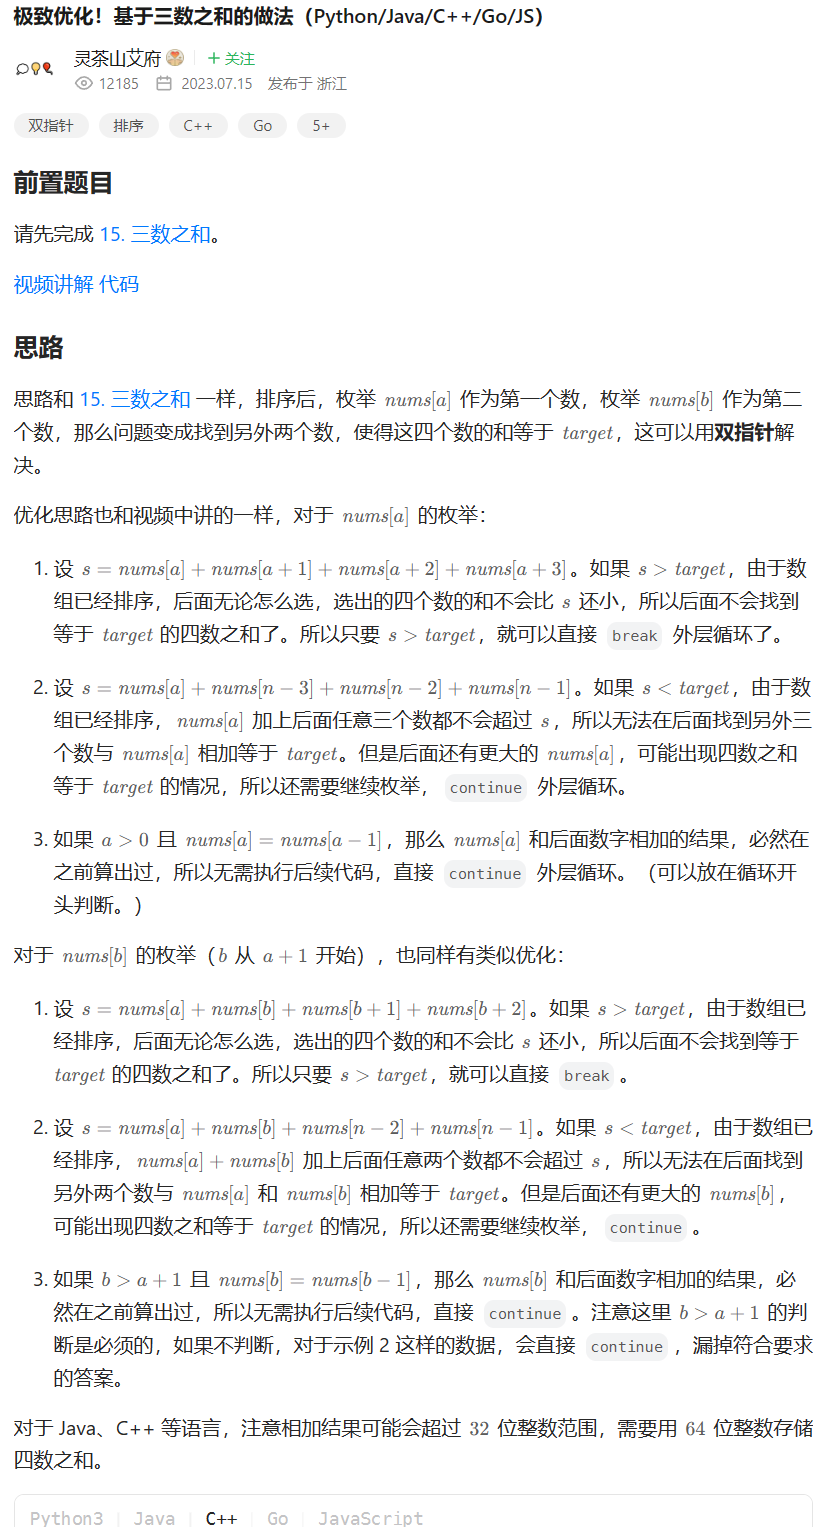 极致优化！基于三数之和的做法（Python/Java/C++/Go/JS）
灵茶山艾府 + 关注
12185 2023.07.15 发布于 浙江
双指针 排序 C++ Go 5+
前置题目
请先完成 15. 三数之和。
视频讲解 代码
思路
思路和 15. 三数之和 一样，排序后，枚举 nums[a] 作为第一个数，枚举 nums[b] 作为第二
个数，那么问题变成找到另外两个数，使得这四个数的和等于 target，这可以用双指针解
决。
优化思路也和视频中讲的一样，对于 nums[a] 的枚举：
1. 设 s = nums[a] + nums[a + 1] + nums[a + 2] + nums[a + 3]。如果 s > target，由于数
组已经排序，后面无论怎么选，选出的四个数的和不会比 s 还小，所以后面不会找到
等于 target 的四数之和了。所以只要 s > target，就可以直接 break 外层循环了。
2. 设 s = nums[a] + nums[n − 3] + nums[n − 2] + nums[n − 1]。如果 s < target，由于数
组已经排序，nums[a] 加上后面任意三个数都不会超过 s，所以无法在后面找到另外三
个数与 nums[a] 相加等于 target。但是后面还有更大的 nums[a]，可能出现四数之和
等于 target 的情况，所以还需要继续枚举，continue 外层循环。
3. 如果 a > 0 且 nums[a] = nums[a − 1]，那么 nums[a] 和后面数字相加的结果，必然在
之前算出过，所以无需执行后续代码，直接 continue 外层循环。（可以放在循环开
头判断。）
对于 nums[b] 的枚举（b 从 a + 1 开始），也同样有类似优化：
1. 设 s = nums[a] + nums[b] + nums[b + 1] + nums[b + 2]。如果 s > target，由于数组已
经排序，后面无论怎么选，选出的四个数的和不会比 s 还小，所以后面不会找到等于
target 的四数之和了。所以只要 s > target，就可以直接 break 。
2. 设 s = nums[a] + nums[b] + nums[n − 2] + nums[n − 1]。如果 s < target，由于数组已
经排序，nums[a] + nums[b] 加上后面任意两个数都不会超过 s，所以无法在后面找到
另外两个数与 nums[a] 和 nums[b] 相加等于 target。但是后面还有更大的 nums[b]，
可能出现四数之和等于 target 的情况，所以还需要继续枚举，continue 。
3. 如果 b > a + 1 且 nums[b] = nums[b − 1]，那么 nums[b] 和后面数字相加的结果，必
然在之前算出过，所以无需执行后续代码，直接 continue 。注意这里 b > a + 1 的判
断是必须的，如果不判断，对于示例 2 这样的数据，会直接 continue ，漏掉符合要求
的答案。
对于 Java、C++ 等语言，注意相加结果可能会超过 32 位整数范围，需要用 64 位整数存储
四数之和。
Python3 | Java | C++ | Go | JavaScript